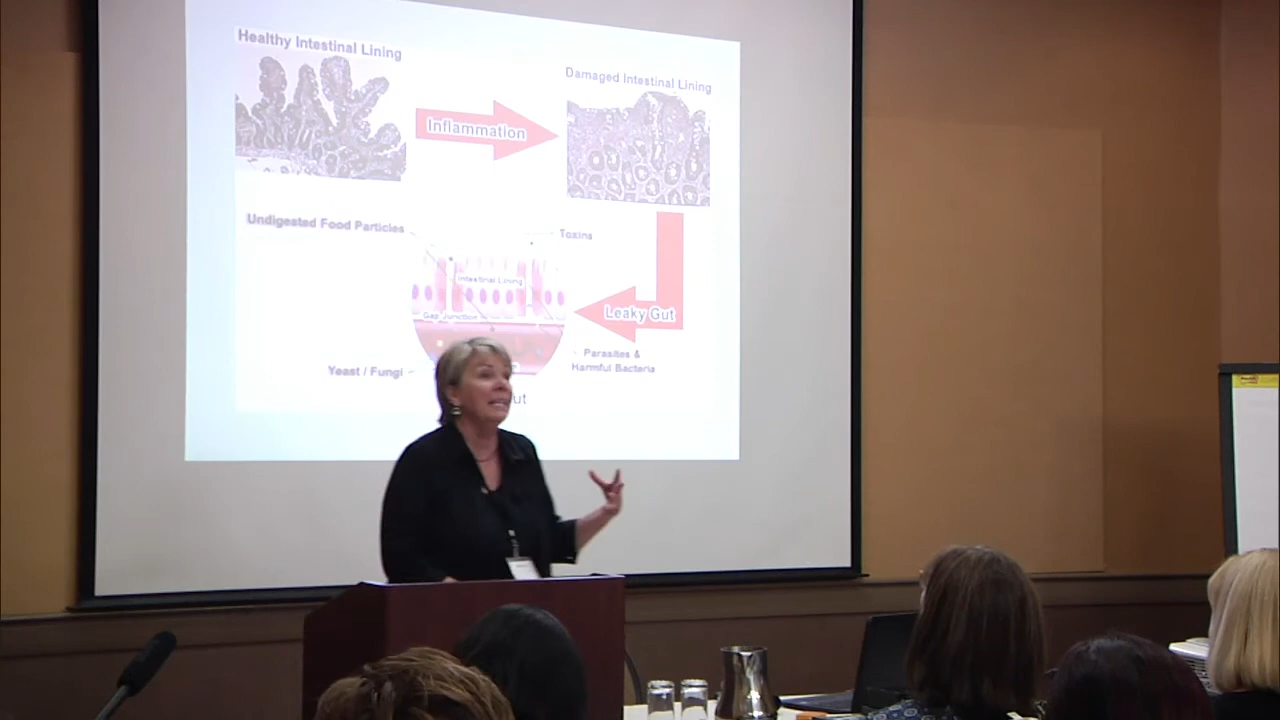 Healthy Intestinal Lining
Damaged Intestinal Lining
Inflammation
Undigested Food Particles
Toxins
Intestinal Lining
Gap Junction
Leaky Gut
Parasites &
Harmful Bacteria
Yeast / Fungi